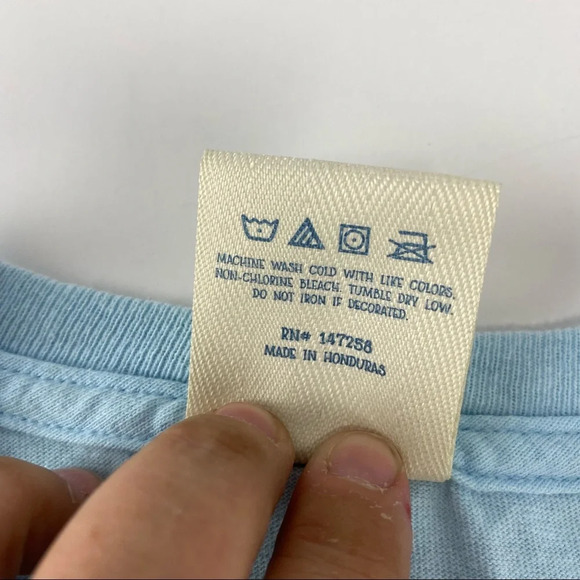 MACHINE WASH COLD WITH LIKE COLORS.
NON-CHLORINE BLEACH. TUMBLE DRY LOW.
DO NOT IRON IF DECORATED.
RN# 147258
MADE IN HONDURAS